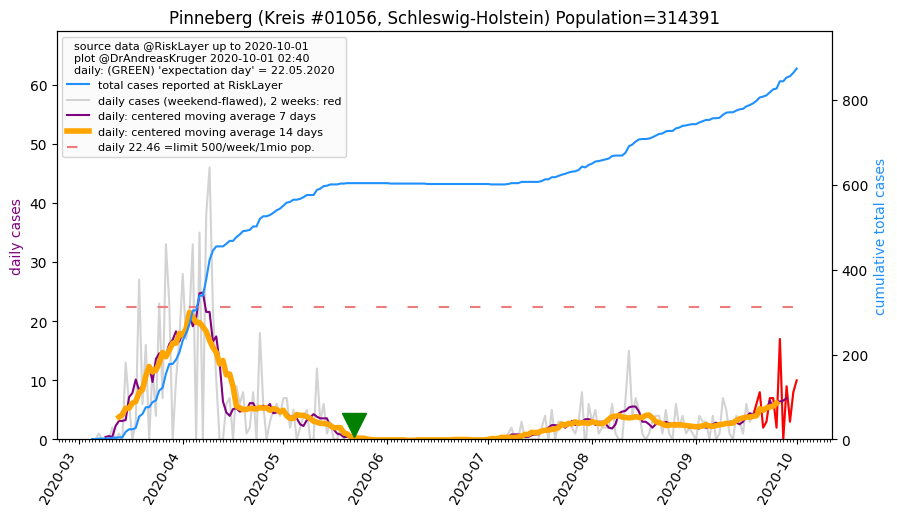 Pinneberg (Kreis #01056, Schleswig-Holstein) Population=314391
source data @RiskLayer up to 2020-10-01
plot @DrAndreasKruger 2020-10-01 02:40
daily: (GREEN) 'expectation day' = 22.05.2020
total cases reported at RiskLayer
daily cases (weekend-flawed), 2 weeks: red
daily: centered moving average 7 days
daily: centered moving average 14 days
daily 22.46 =limit 500/week/1mio pop.
daily cases
60
50
40
30
20
10
0
cumulative total cases
800
600
400
200
0
2020-03
2020-04
2020-05
2020-06
2020-07
2020-08
2020-09
2020-10